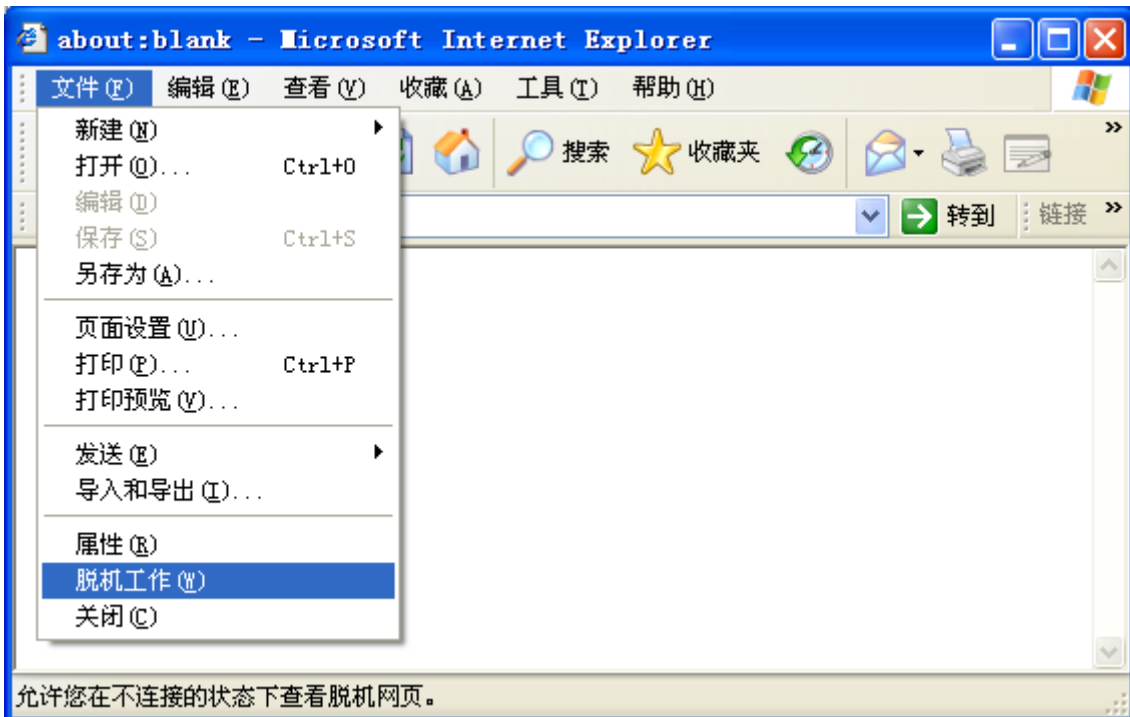 about:blank - Microsoft Internet Explorer
文件(F) 编辑(E) 查看(V) 收藏(A) 工具(T) 帮助(H)
搜索 收藏夹
转到 链接
新建(N)
打开(O)... Ctrl+O
编辑(D)
保存(S) Ctrl+S
另存为(A)...
页面设置(U)...
打印(P)... Ctrl+P
打印预览(V)...
发送(E)
导入和导出(I)...
属性(R)
脱机工作(W)
关闭(C)
允许您在不连接的状态下查看脱机网页。